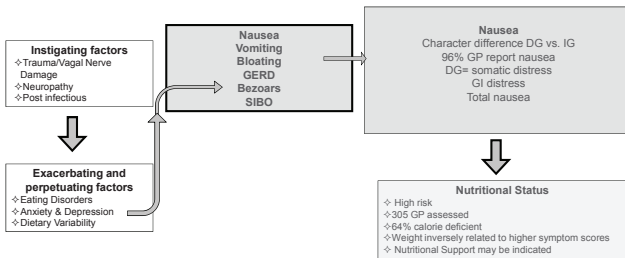 Instigating factors
✧Trauma/Vagal Nerve
Damage
✧Neuropathy
✧Post infectious
Exacerbating and
perpetuating factors
✧Eating Disorders
✧Anxiety & Depression
✧Dietary Variability
Nausea
Vomiting
Bloating
GERD
Bezoars
SIBO
Nausea
Character difference DG vs. IG
96% GP report nausea
DG= somatic distress
GI distress
Total nausea
Nutritional Status
✧ High risk
✧305 GP assessed
✧64% calorie deficient
✧Weight inversely related to higher symptom scores
✧ Nutritional Support may be indicated